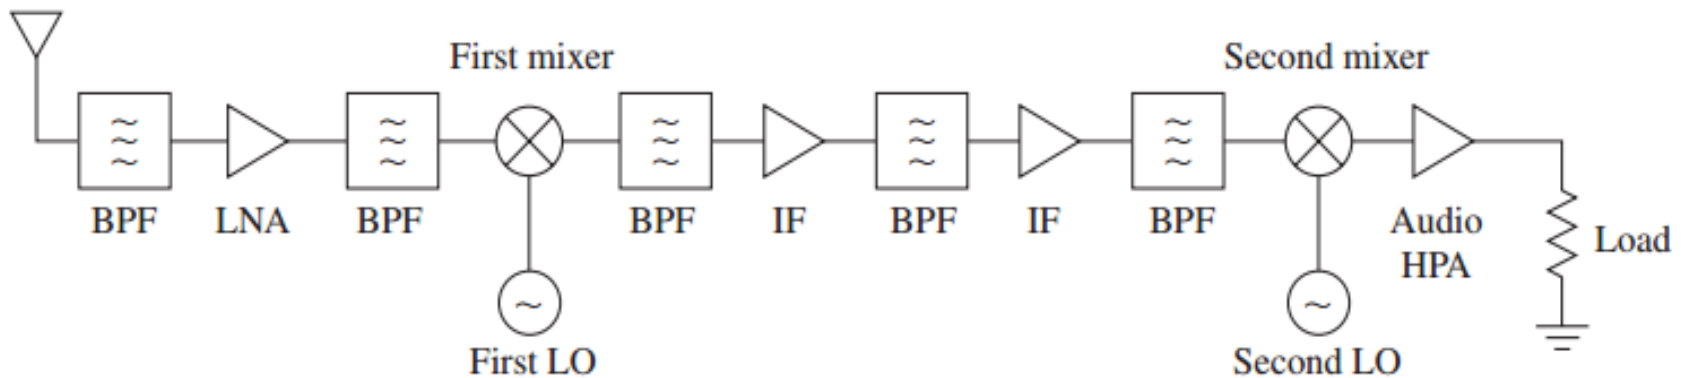 First mixer
Second mixer
BPF
LNA
BPF
BPF
IF
BPF
IF
BPF
Audio
HPA
Load
First LO
Second LO